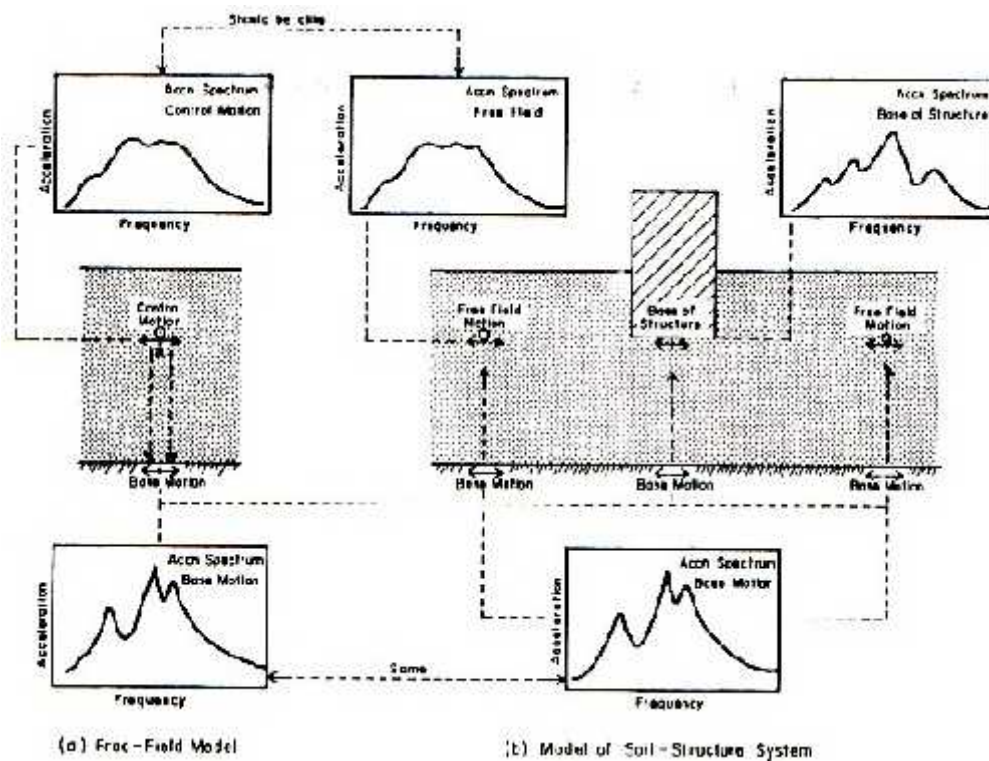 Should be
Accn Spectrum
Control Motion
Acceleration
Frequency
Accn Spectrum
Free Field
Acceleration
Frequency
Accn Spectrum
Base of Structure
Acceleration
Frequency
Control
Motion
Base Motion
Free Field
Motion
Base of
Structure
Free Field
Motion
Base Motion
Base Motion
Base Motion
Accn Spectrum
Base Motion
Acceleration
Frequency
Same
Accn Spectrum
Base Motion
Acceleration
Frequency
(a) Free-Field Model
(b) Model of Soil-Structure System